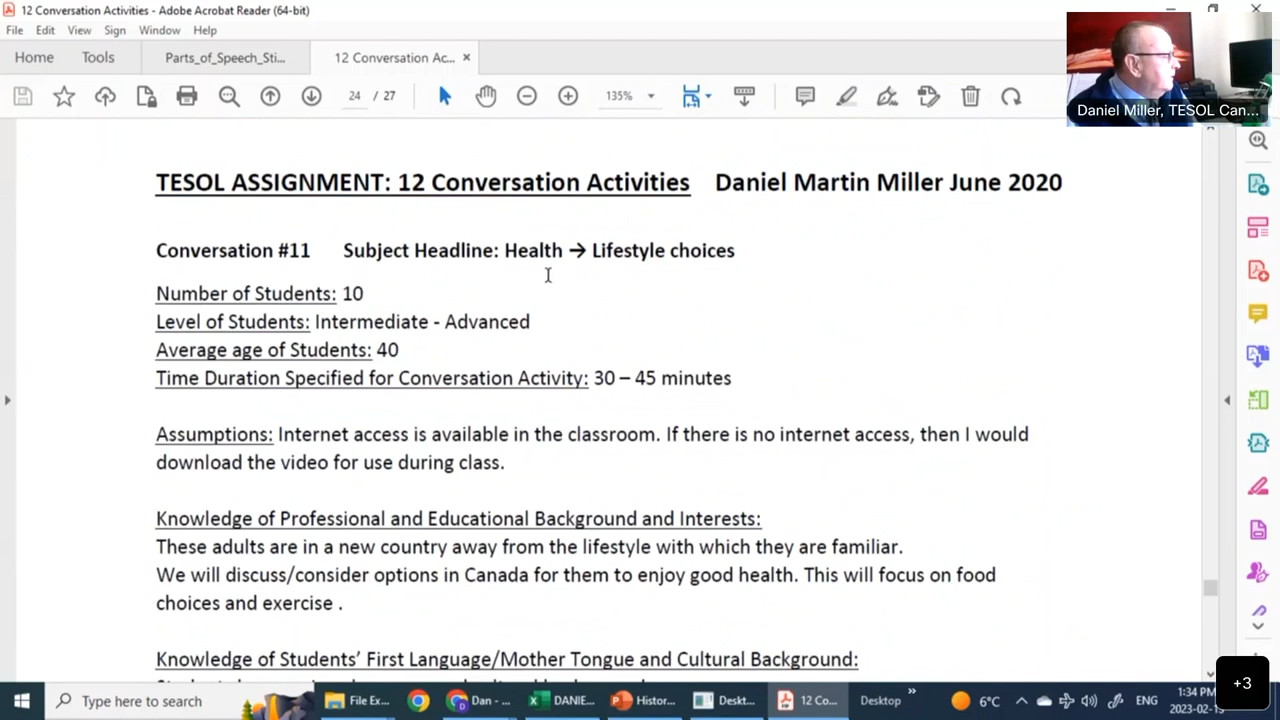 12 Conversation Activities - Adobe Acrobat Reader (64-bit)
File Edit View Sign Window Help
Home Tools Parts_of_Speech_Sti... 12 Conversation Ac... ×
24 / 27 135%
Daniel Miller, TESOL Can...
TESOL ASSIGNMENT: 12 Conversation Activities Daniel Martin Miller June 2020
Conversation #11 Subject Headline: Health → Lifestyle choices
Number of Students: 10
Level of Students: Intermediate - Advanced
Average age of Students: 40
Time Duration Specified for Conversation Activity: 30 – 45 minutes
Assumptions: Internet access is available in the classroom. If there is no internet access, then I would
download the video for use during class.
Knowledge of Professional and Educational Background and Interests:
These adults are in a new country away from the lifestyle with which they are familiar.
We will discuss/consider options in Canada for them to enjoy good health. This will focus on food
choices and exercise .
Knowledge of Students’ First Language/Mother Tongue and Cultural Background:
+3
Type here to search File Ex... Dan - ... DANIE... Histor... Deskt... 12 Co... Desktop 6°C ENG 1:34 PM